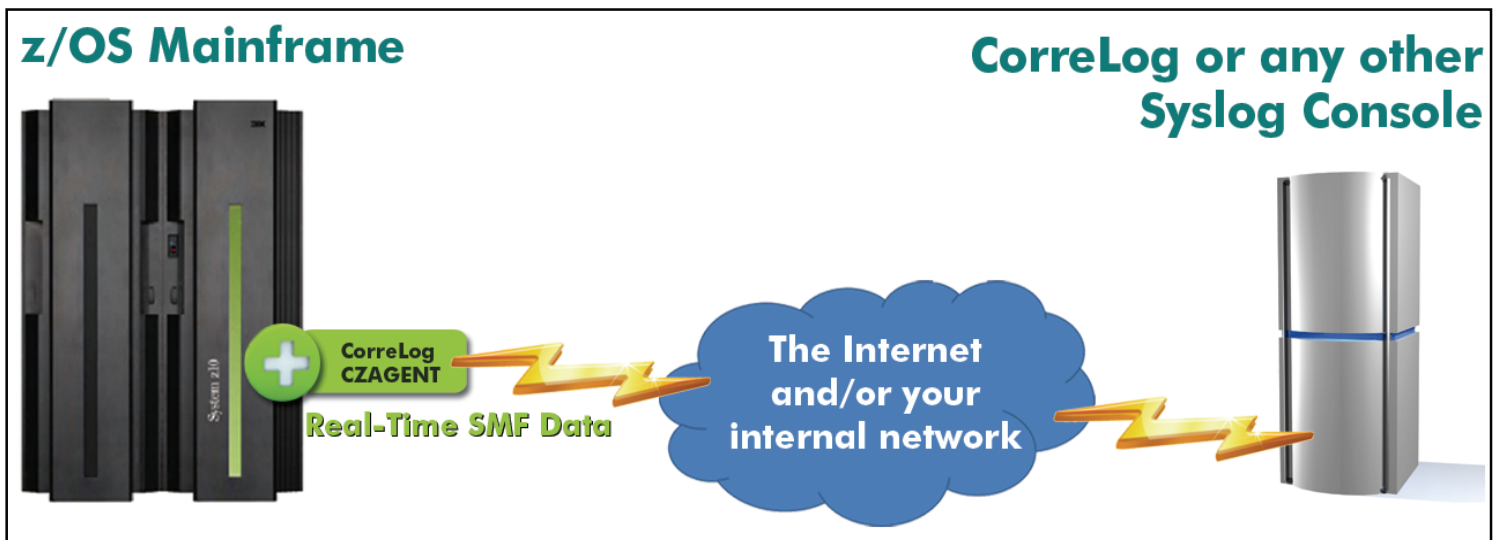 z/OS Mainframe
CorreLog or any other
Syslog Console
IBM
System z10
CorreLog
CZAGENT
Real-Time SMF Data
The Internet
and/or your
internal network